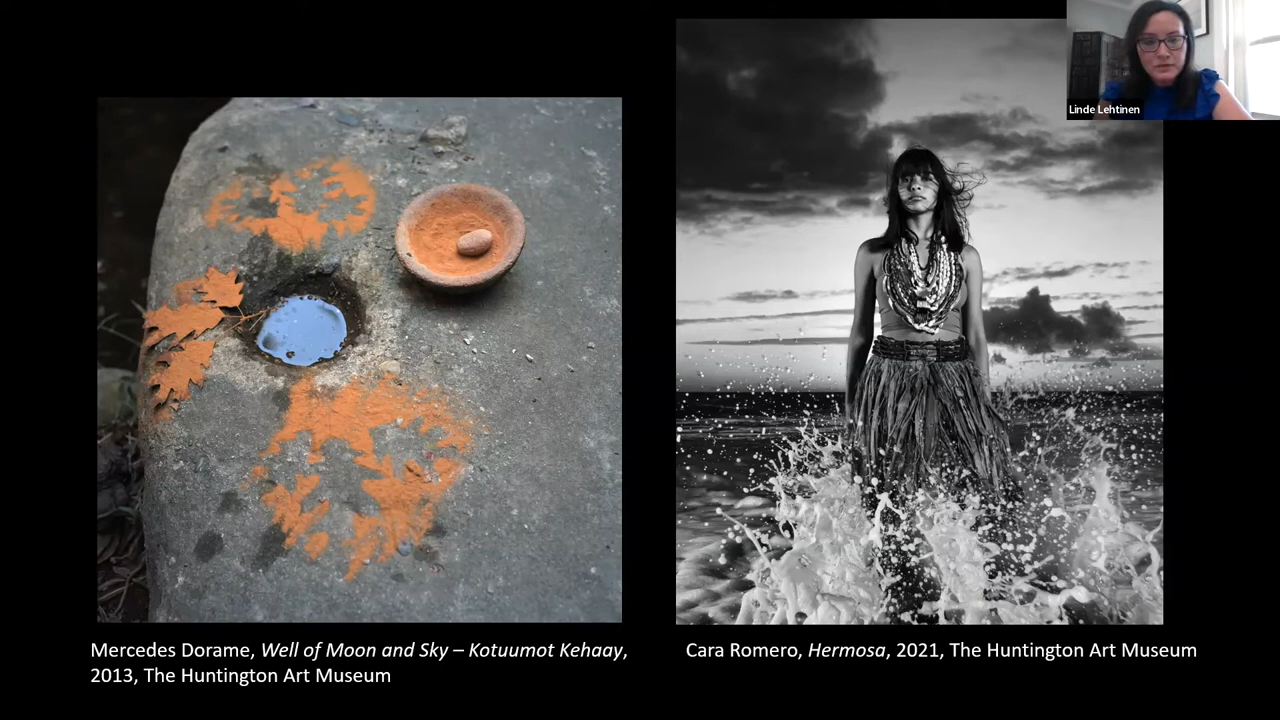 Linde Lehtinen
Mercedes Dorame, Well of Moon and Sky – Kotuumot Kehaay,
2013, The Huntington Art Museum
Cara Romero, Hermosa, 2021, The Huntington Art Museum